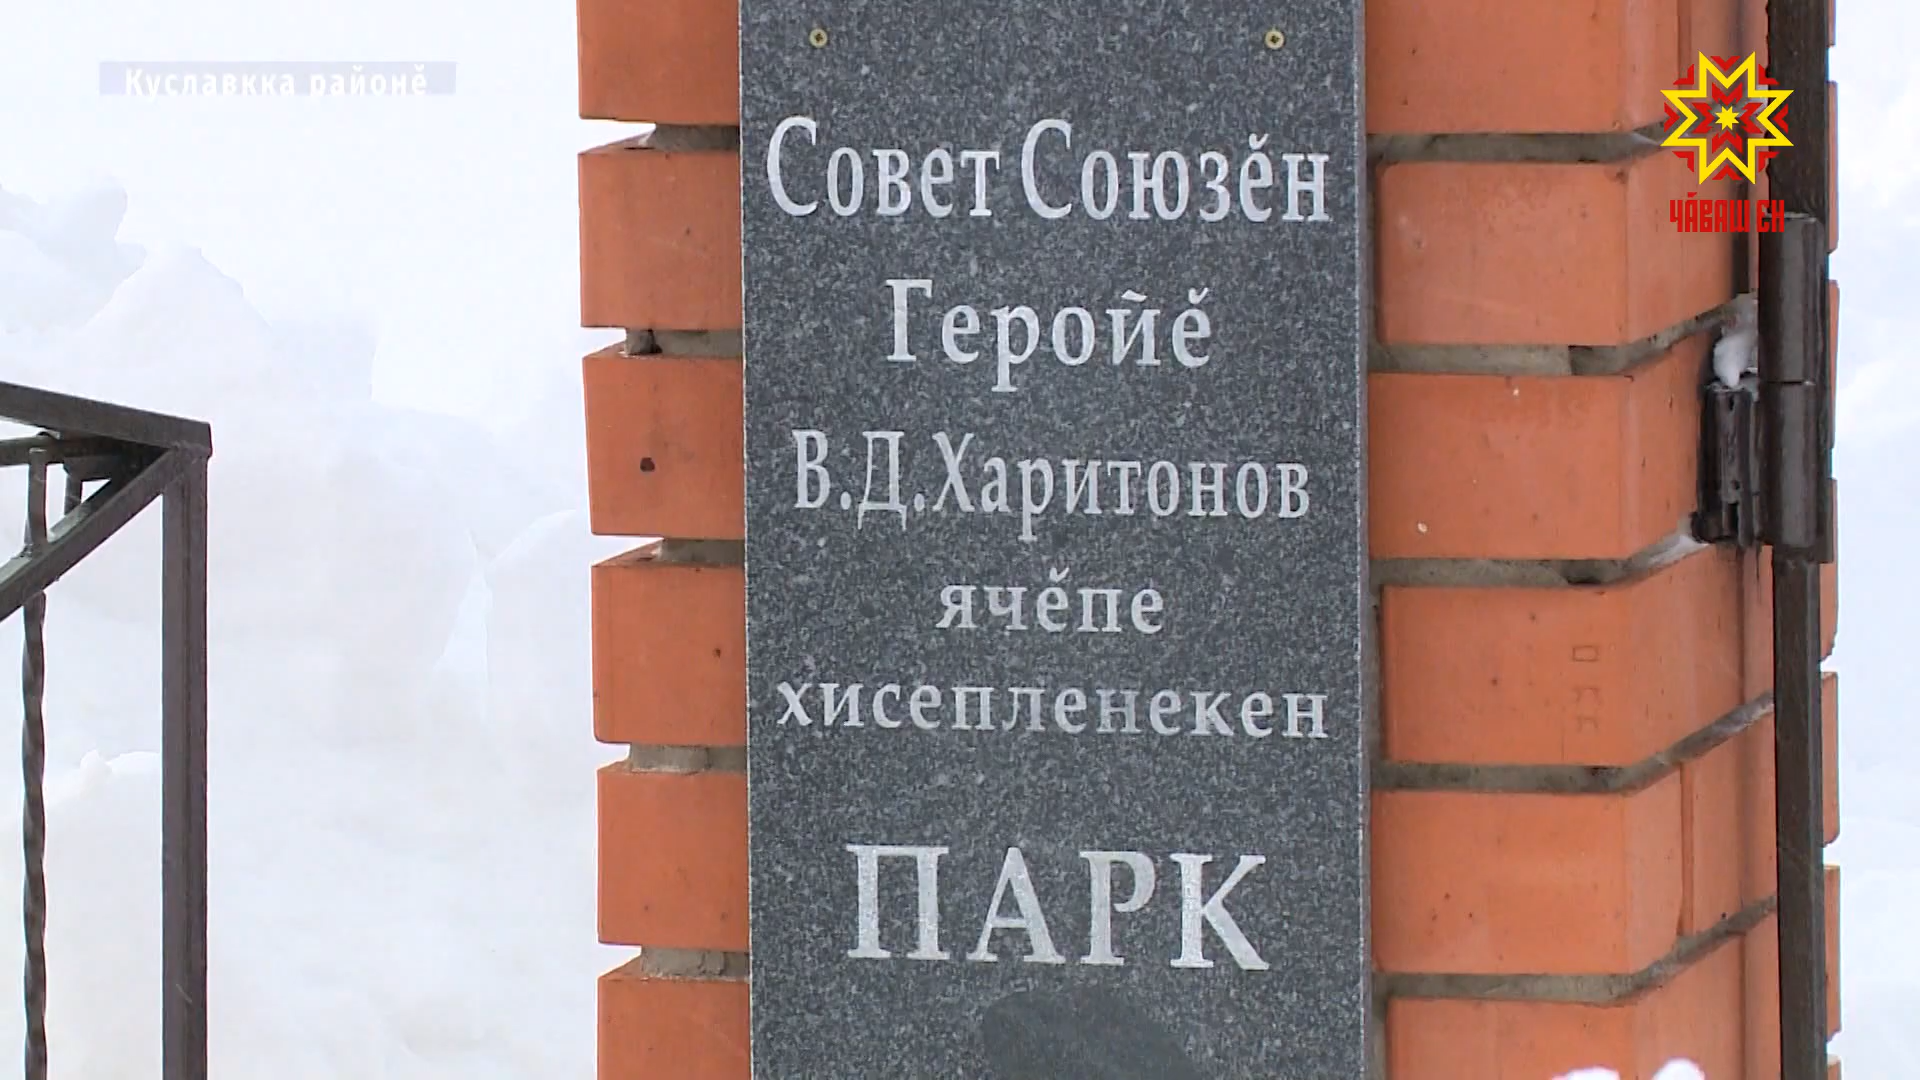 Куславкка районĕ
ЧĂВАШ ЕН
Совет Союзĕн
Геройĕ
В.Д.Харитонов
ячĕпе
хисепленекен
ПАРК